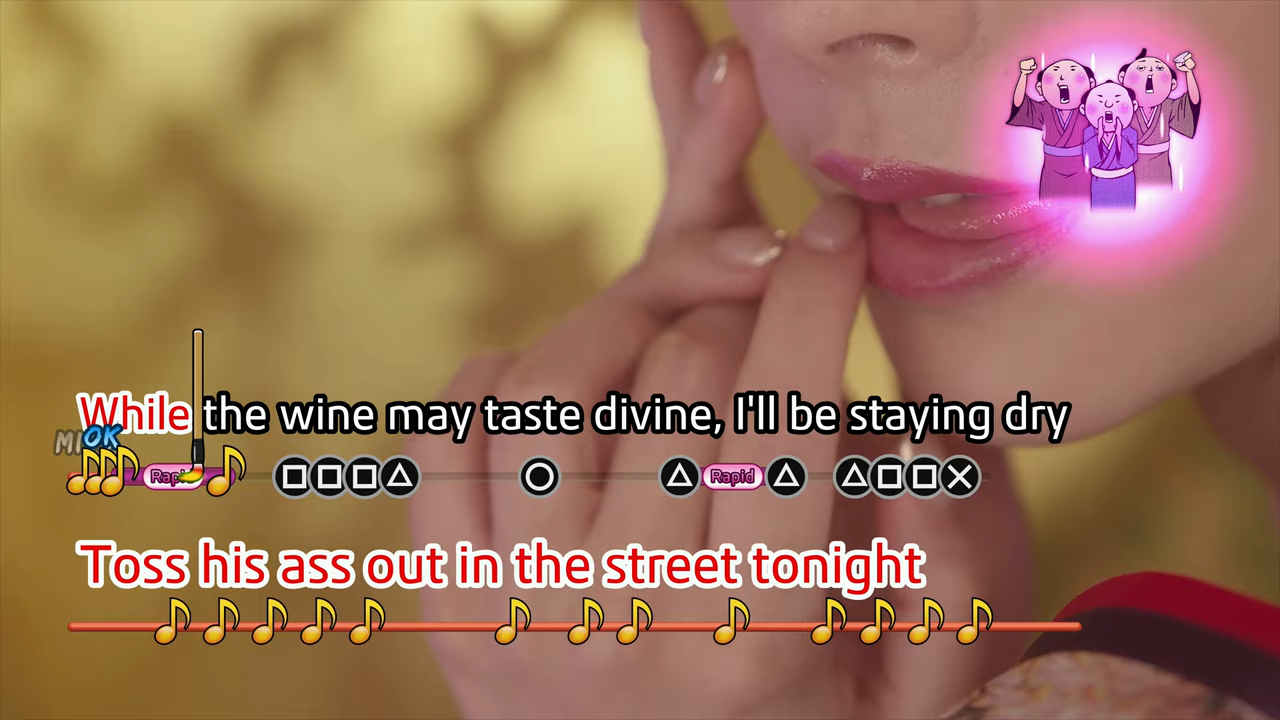 While the wine may taste divine, I'll be staying dry
OK
Rapid
Toss his ass out in the street tonight